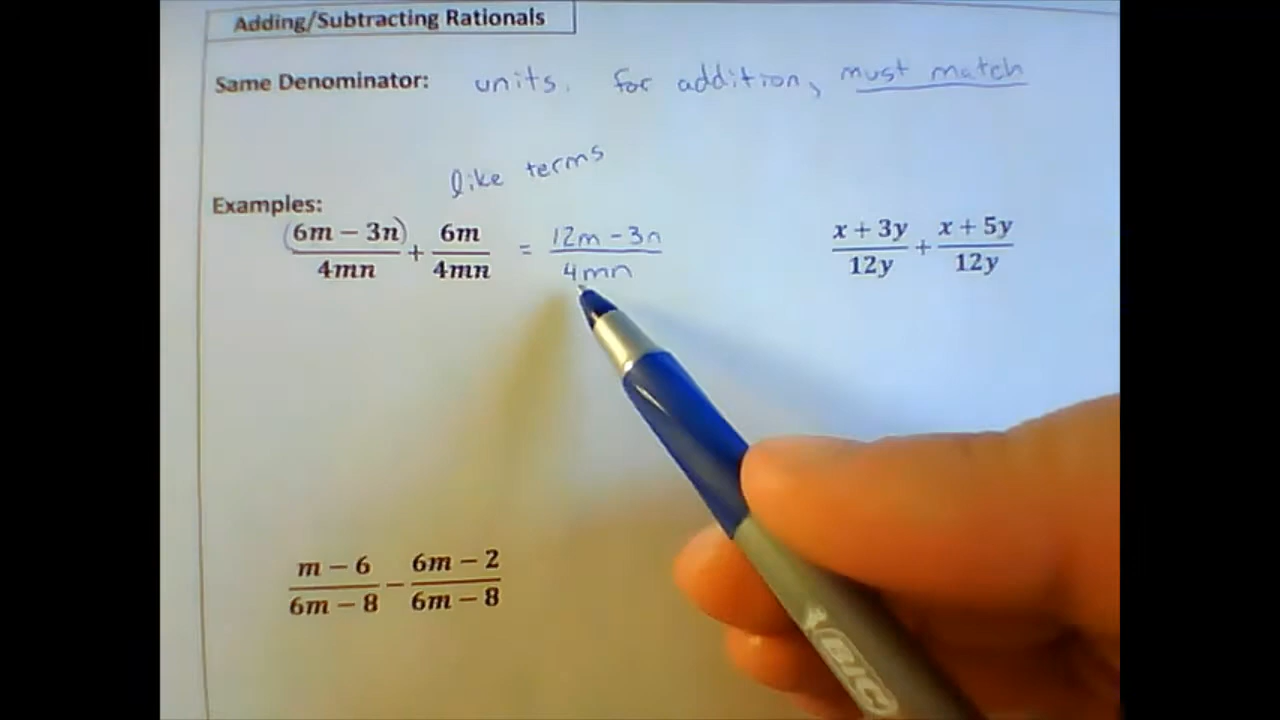 Adding/Subtracting Rationals
Same Denominator: units, for addition, must match
like terms
Examples:
(6m − 3n)/4mn + 6m/4mn = 12m − 3n/4mn
x + 3y/12y + x + 5y/12y
m − 6/6m − 8 − 6m − 2/6m − 8
BIC